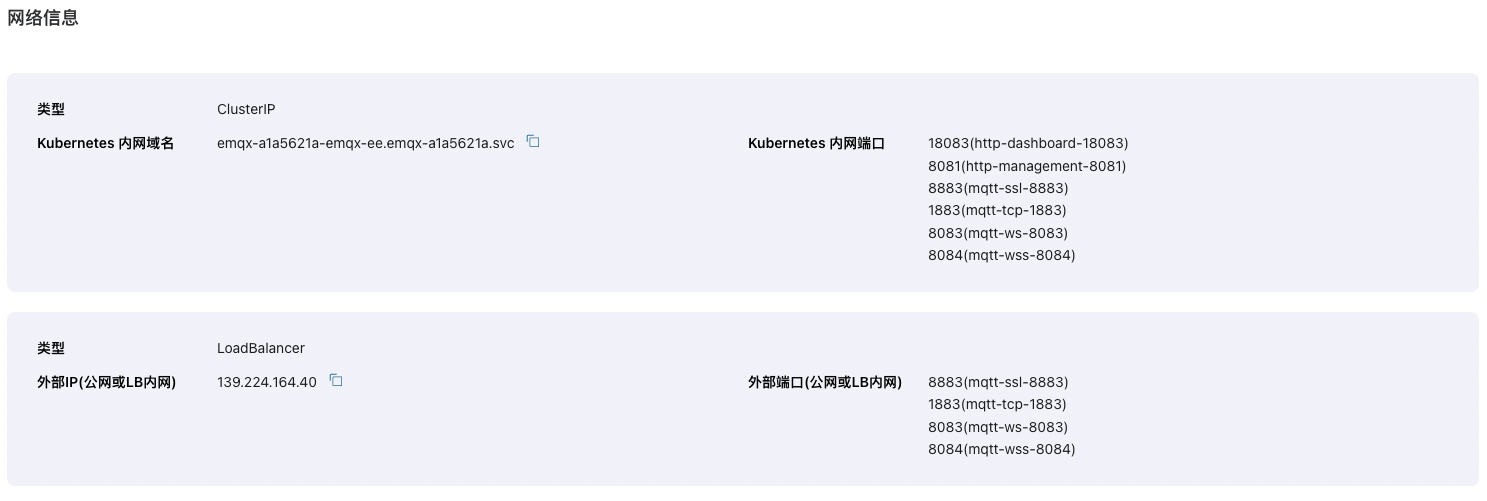 网络信息
类型 ClusterIP
Kubernetes 内网域名 emqx-a1a5621a-emqx-ee.emqx-a1a5621a.svc Kubernetes 内网端口 18083(http-dashboard-18083)
8081(http-management-8081)
8883(mqtt-ssl-8883)
1883(mqtt-tcp-1883)
8083(mqtt-ws-8083)
8084(mqtt-wss-8084)
类型 LoadBalancer
外部IP(公网或LB内网) 139.224.164.40 外部端口(公网或LB内网) 8883(mqtt-ssl-8883)
1883(mqtt-tcp-1883)
8083(mqtt-ws-8083)
8084(mqtt-wss-8084)